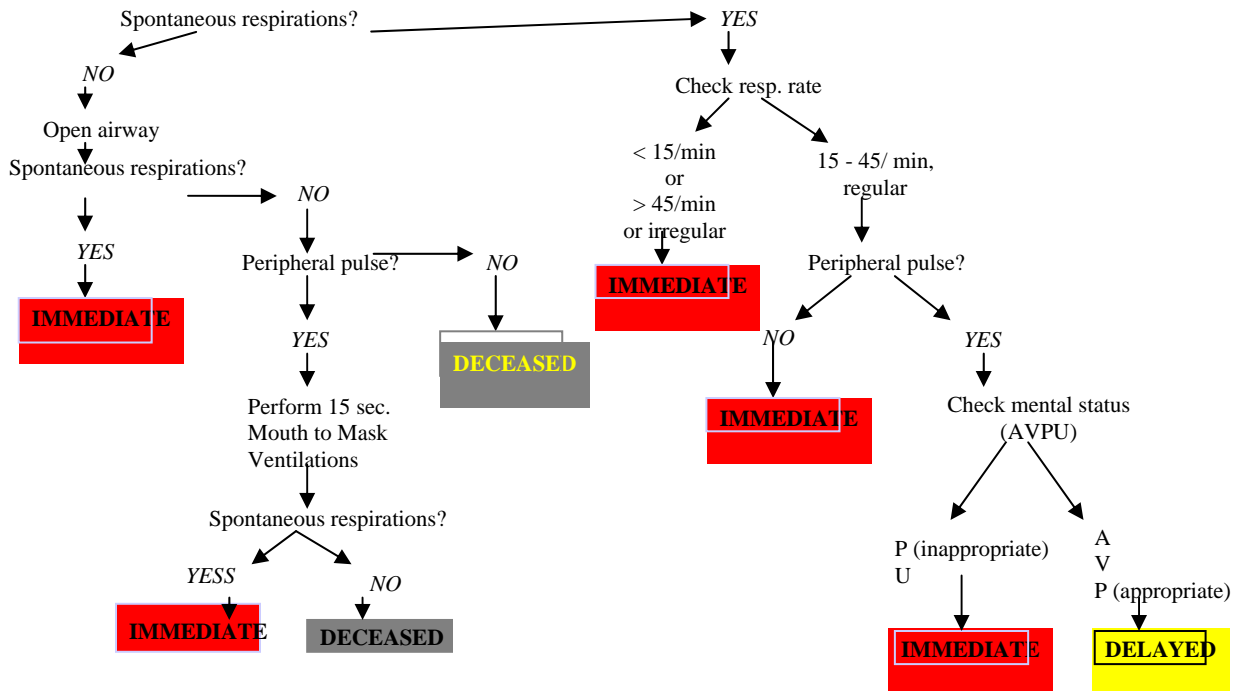 Spontaneous respirations?
YES
NO
Check resp. rate
Open airway
Spontaneous respirations?
NO
YES
< 15/min
or
> 45/min
or irregular
15 - 45/ min,
regular
IMMEDIATE
Peripheral pulse?
NO
YES
DECEASED
Perform 15 sec.
Mouth to Mask
Ventilations
Spontaneous respirations?
YESS
NO
IMMEDIATE
DECEASED
IMMEDIATE
Peripheral pulse?
NO
YES
IMMEDIATE
Check mental status
(AVPU)
P (inappropriate)
U
A
V
P (appropriate)
IMMEDIATE
DELAYED